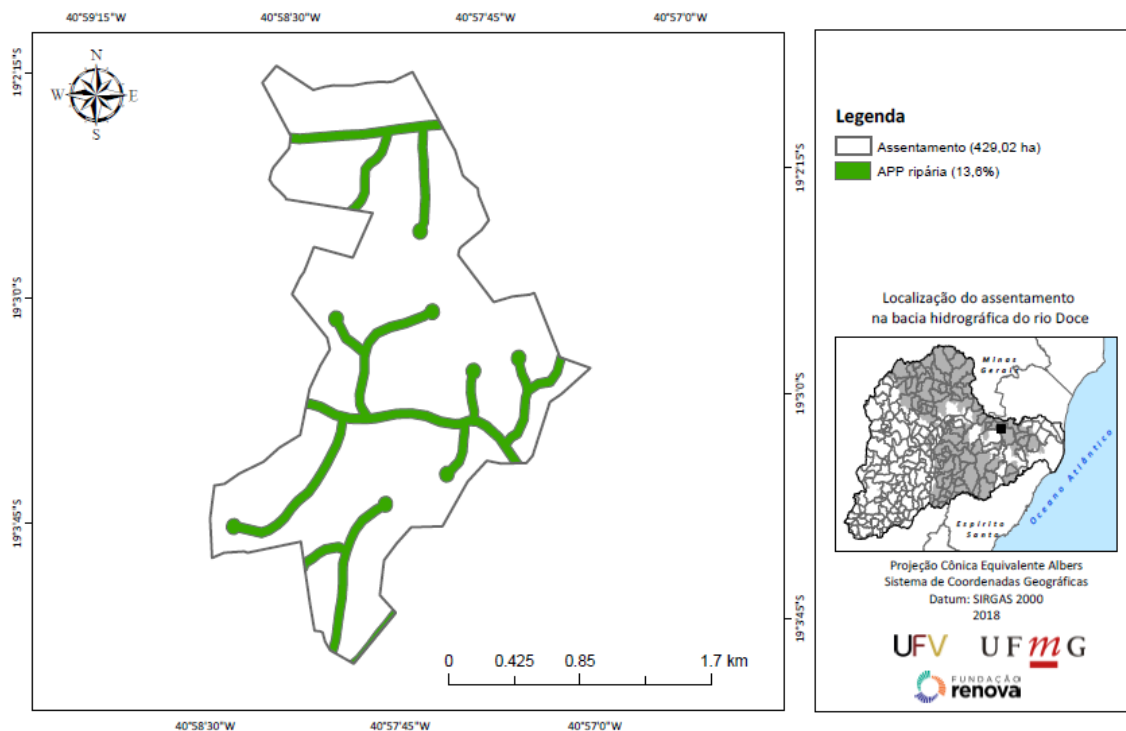 40°59'15"W 40°58'30"W 40°57'45"W 40°57'0"W
19°2'15"S
19°3'0"S
19°3'45"S
N
W E
S
19°2'15"S
19°3'0"S
19°3'45"S
0 0.425 0.85 1.7 km
40°58'30"W 40°57'45"W 40°57'0"W
Legenda
Assentamento (429,02 ha)
APP ripária (13,6%)
Localização do assentamento
na bacia hidrográfica do rio Doce
Minas
Gerais
Oceano Atlântico
Espírito
Santo
Projeção Cônica Equivalente Albers
Sistema de Coordenadas Geográficas
Datum: SIRGAS 2000
2018
UFV UFmG
FUNDAÇÃO
renova